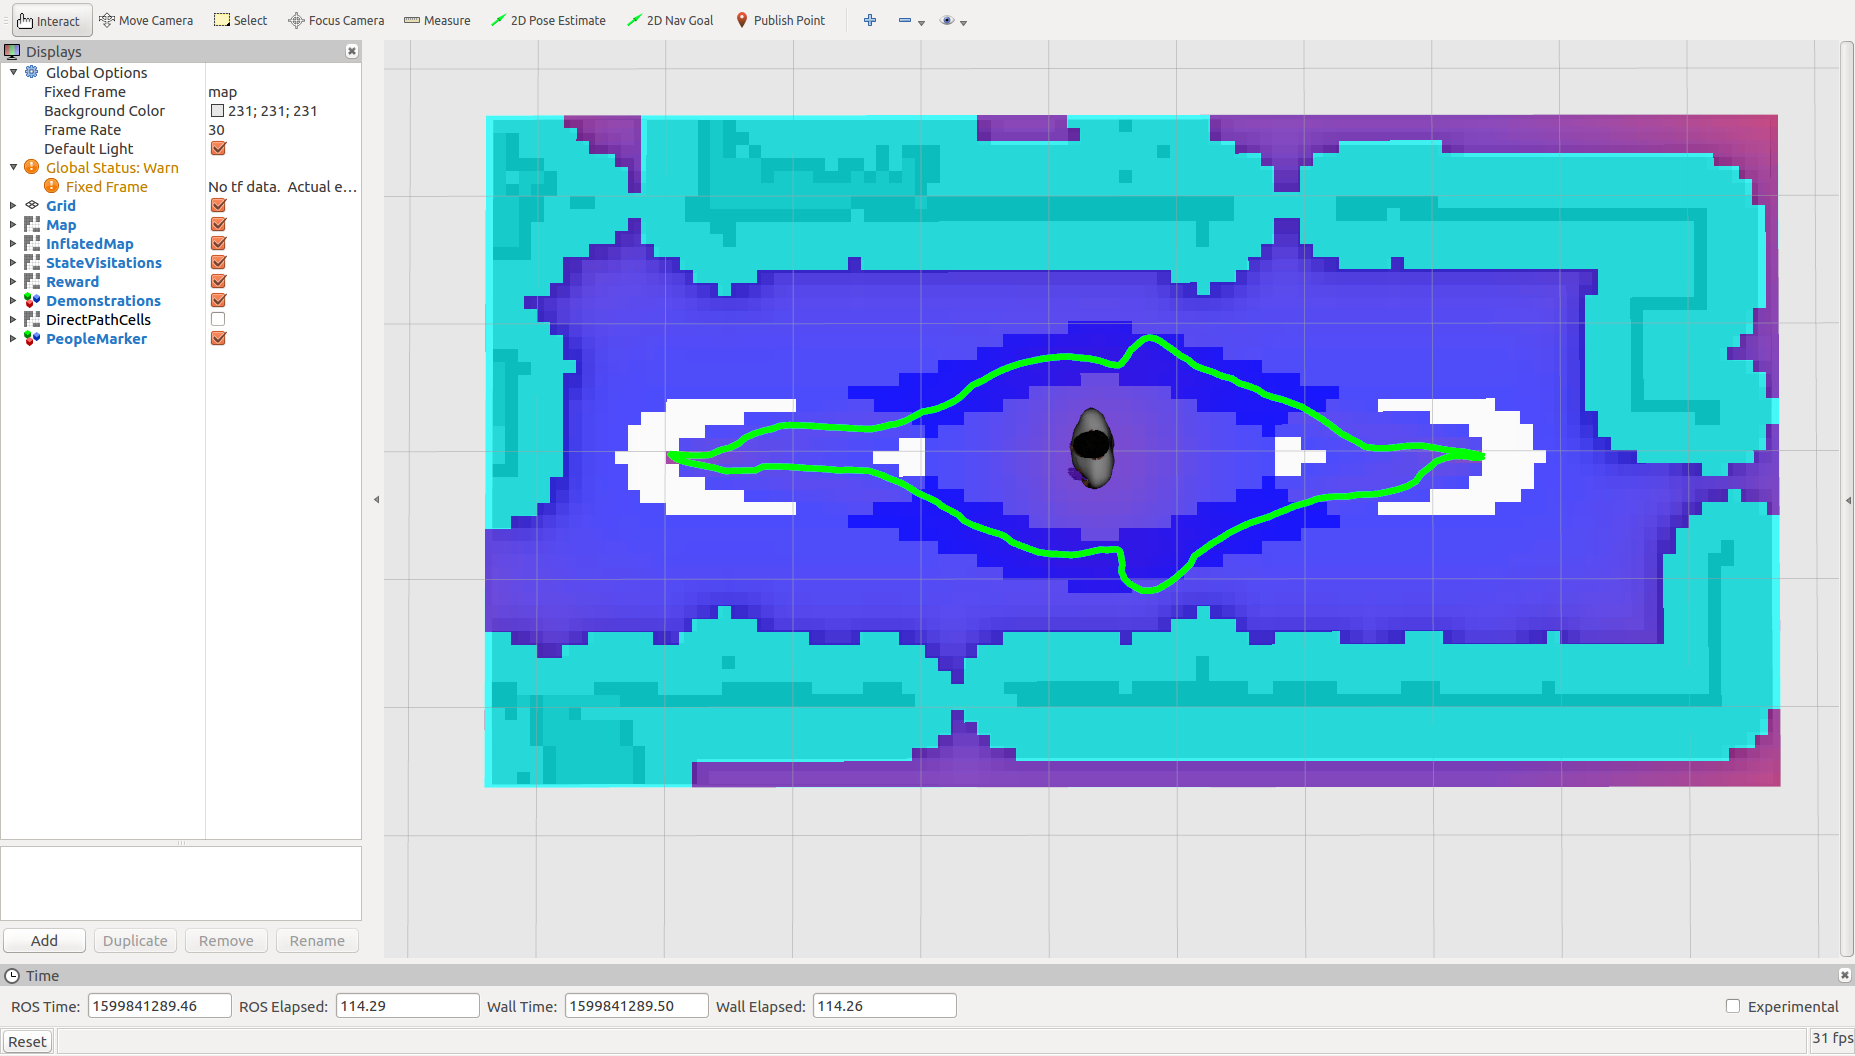 Interact Move Camera Select Focus Camera Measure 2D Pose Estimate 2D Nav Goal Publish Point
Displays
Global Options
Fixed Frame map
Background Color 231; 231; 231
Frame Rate 30
Default Light
Global Status: Warn
Fixed Frame No tf data. Actual e...
Grid
Map
InflatedMap
StateVisitations
Reward
Demonstrations
DirectPathCells
PeopleMarker
Add Duplicate Remove Rename
Time
ROS Time: 1599841289.46 ROS Elapsed: 114.29 Wall Time: 1599841289.50 Wall Elapsed: 114.26 Experimental
Reset 31 fps